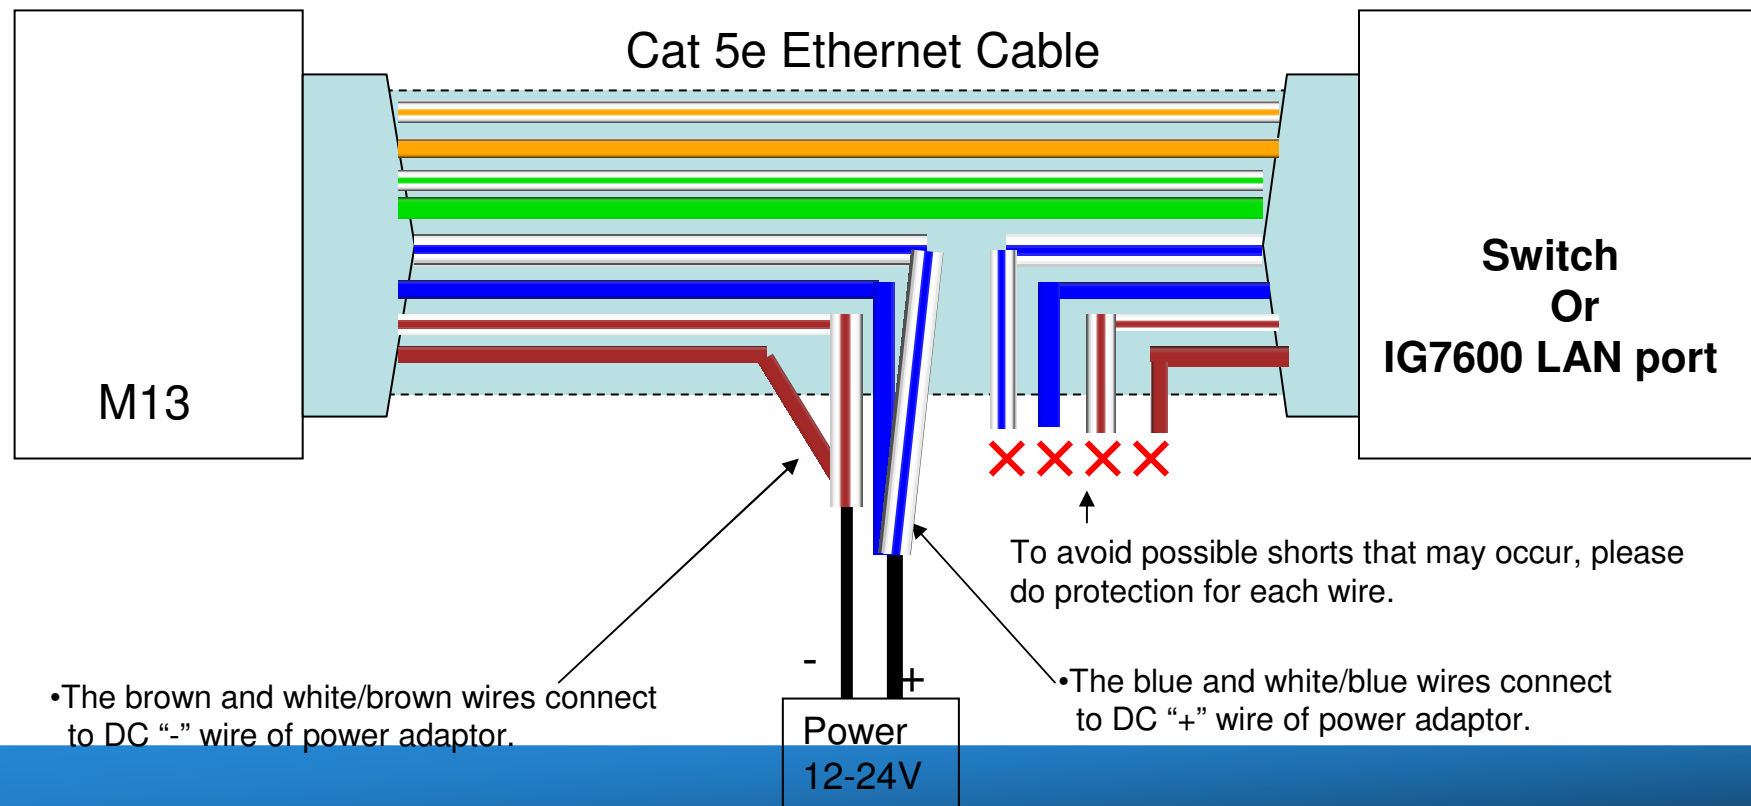 Cat 5e Ethernet Cable
M13
Switch
Or
IG7600 LAN port
To avoid possible shorts that may occur, please
do protection for each wire.
-
+
•The brown and white/brown wires connect
to DC “-” wire of power adaptor.
•The blue and white/blue wires connect
to DC “+” wire of power adaptor.
Power
12-24V